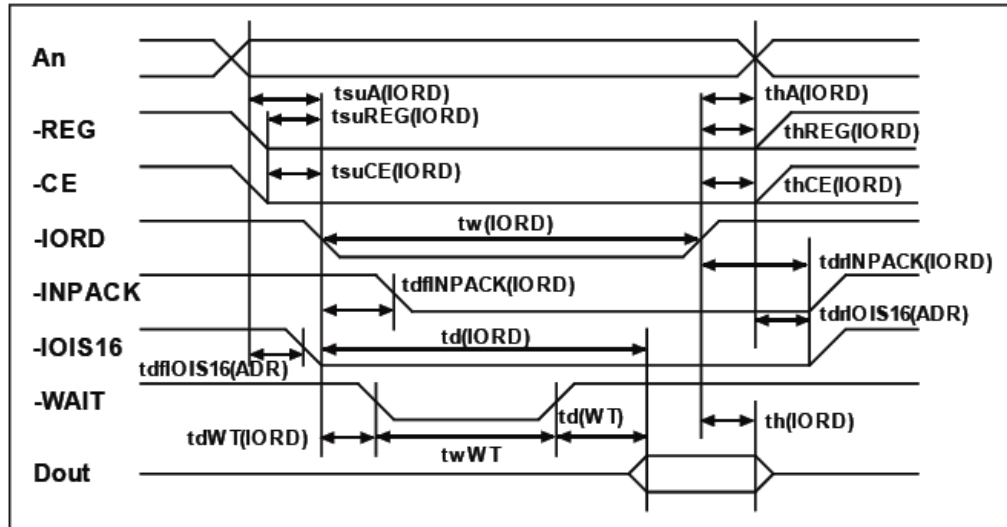 An
tsuA(IORD)
thA(IORD)
-REG
tsuREG(IORD)
thREG(IORD)
-CE
tsuCE(IORD)
thCE(IORD)
-IORD
tw(IORD)
tdrINPACK(IORD)
-INPACK
tdfINPACK(IORD)
tdrIOIS16(ADR)
-IOIS16
td(IORD)
tdfIOIS16(ADR)
-WAIT
td(WT)
th(IORD)
tdWT(IORD)
twWT
Dout